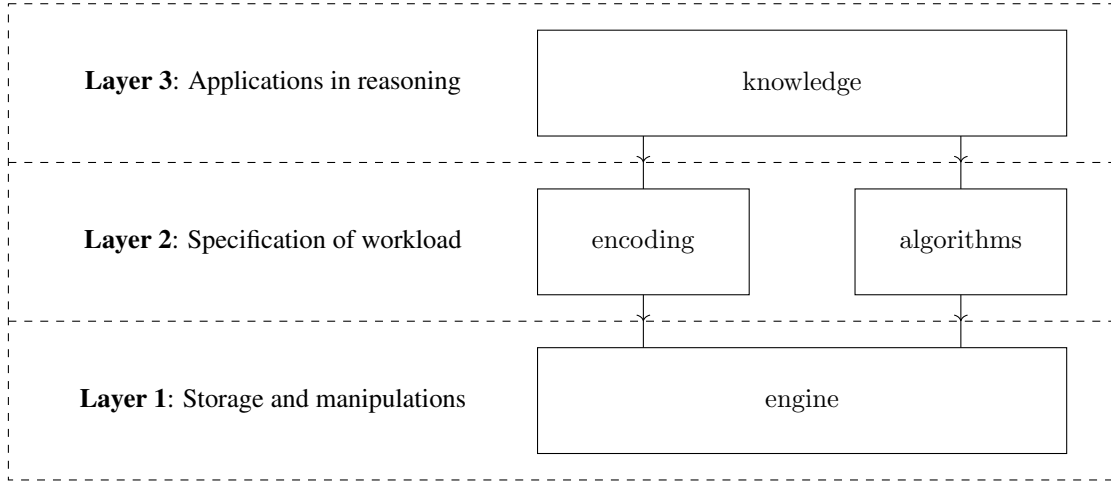 Layer 3: Applications in reasoning
knowledge
Layer 2: Specification of workload
encoding
algorithms
Layer 1: Storage and manipulations
engine